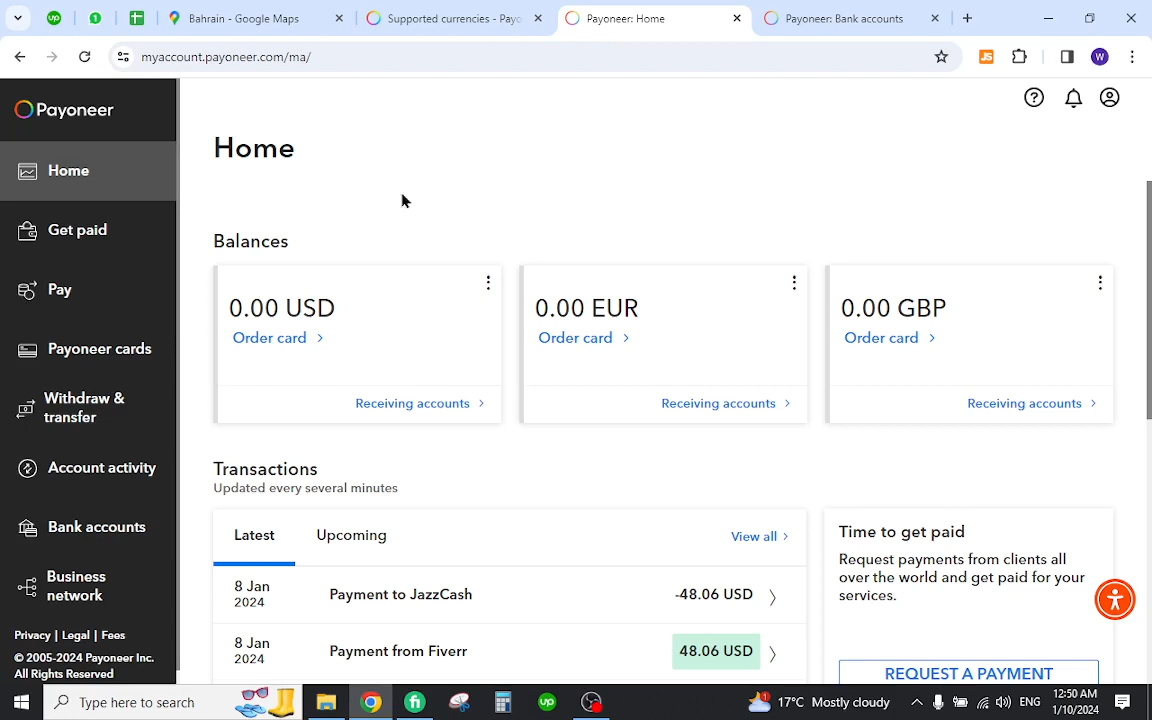 Bahrain - Google Maps
Supported currencies - Payo
Payoneer: Home
Payoneer: Bank accounts
myaccount.payoneer.com/ma/
JS
W
Payoneer
Home
Get paid
Pay
Payoneer cards
Withdraw &
transfer
Account activity
Bank accounts
Business
network
Privacy | Legal | Fees
© 2005-2024 Payoneer Inc.
All Rights Reserved
Home
Balances
0.00 USD
Order card
Receiving accounts
0.00 EUR
Order card
Receiving accounts
0.00 GBP
Order card
Receiving accounts
Transactions
Updated every several minutes
Latest
Upcoming
View all
8 Jan
2024
Payment to JazzCash
-48.06 USD
8 Jan
2024
Payment from Fiverr
48.06 USD
Time to get paid
Request payments from clients all
over the world and get paid for your
services.
REQUEST A PAYMENT
Type here to search
fi
up
17°C Mostly cloudy
ENG
12:50 AM
1/10/2024